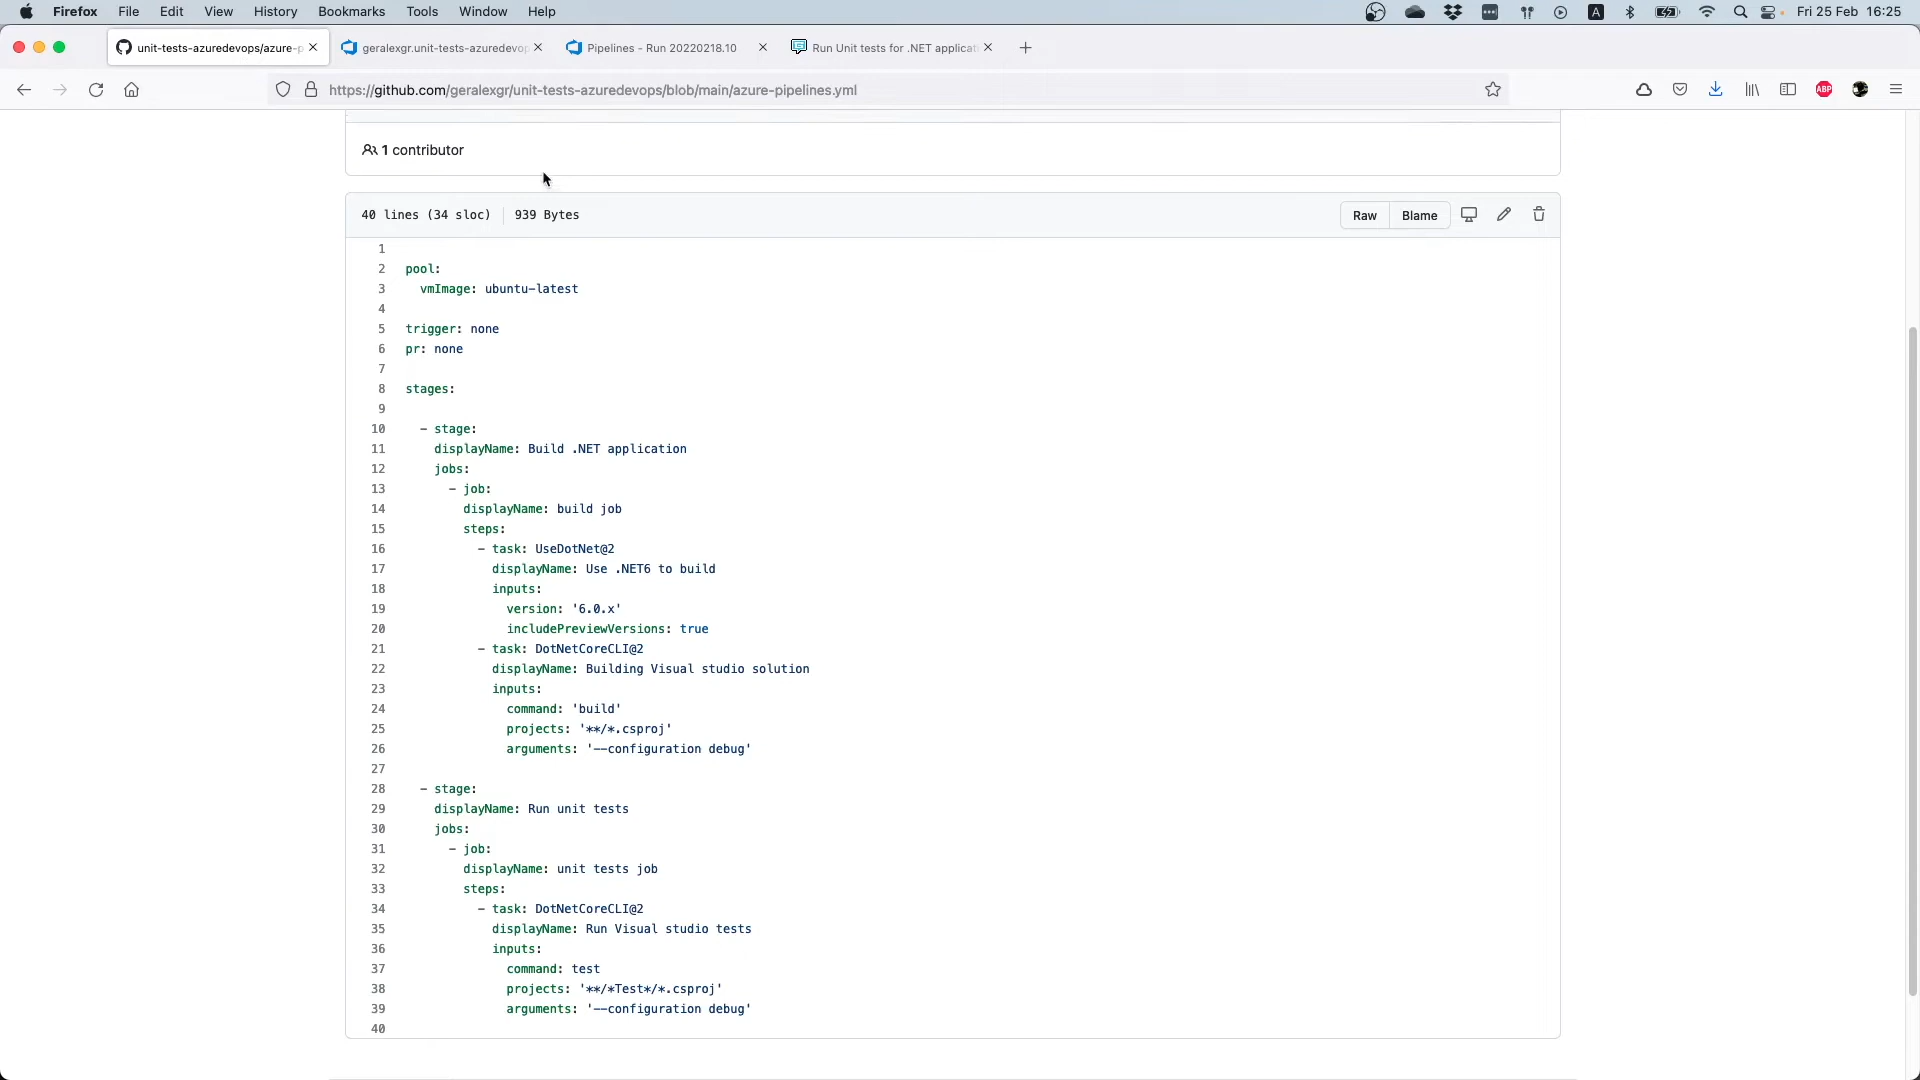 Firefox File Edit View History Bookmarks Tools Window Help A Fri 25 Feb 16:25
unit-tests-azuredevops/azure-p geralexgr.unit-tests-azuredevop Pipelines - Run 20220218.10 Run Unit tests for .NET applicat
https://github.com/geralexgr/unit-tests-azuredevops/blob/main/azure-pipelines.yml ABP
1 contributor
40 lines (34 sloc) 939 Bytes Raw Blame
1
2 pool:
3 vmImage: ubuntu-latest
4
5 trigger: none
6 pr: none
7
8 stages:
9
10 - stage:
11 displayName: Build .NET application
12 jobs:
13 - job:
14 displayName: build job
15 steps:
16 - task: UseDotNet@2
17 displayName: Use .NET6 to build
18 inputs:
19 version: '6.0.x'
20 includePreviewVersions: true
21 - task: DotNetCoreCLI@2
22 displayName: Building Visual studio solution
23 inputs:
24 command: 'build'
25 projects: '**/*.csproj'
26 arguments: '--configuration debug'
27
28 - stage:
29 displayName: Run unit tests
30 jobs:
31 - job:
32 displayName: unit tests job
33 steps:
34 - task: DotNetCoreCLI@2
35 displayName: Run Visual studio tests
36 inputs:
37 command: test
38 projects: '**/*Test*/*.csproj'
39 arguments: '--configuration debug'
40